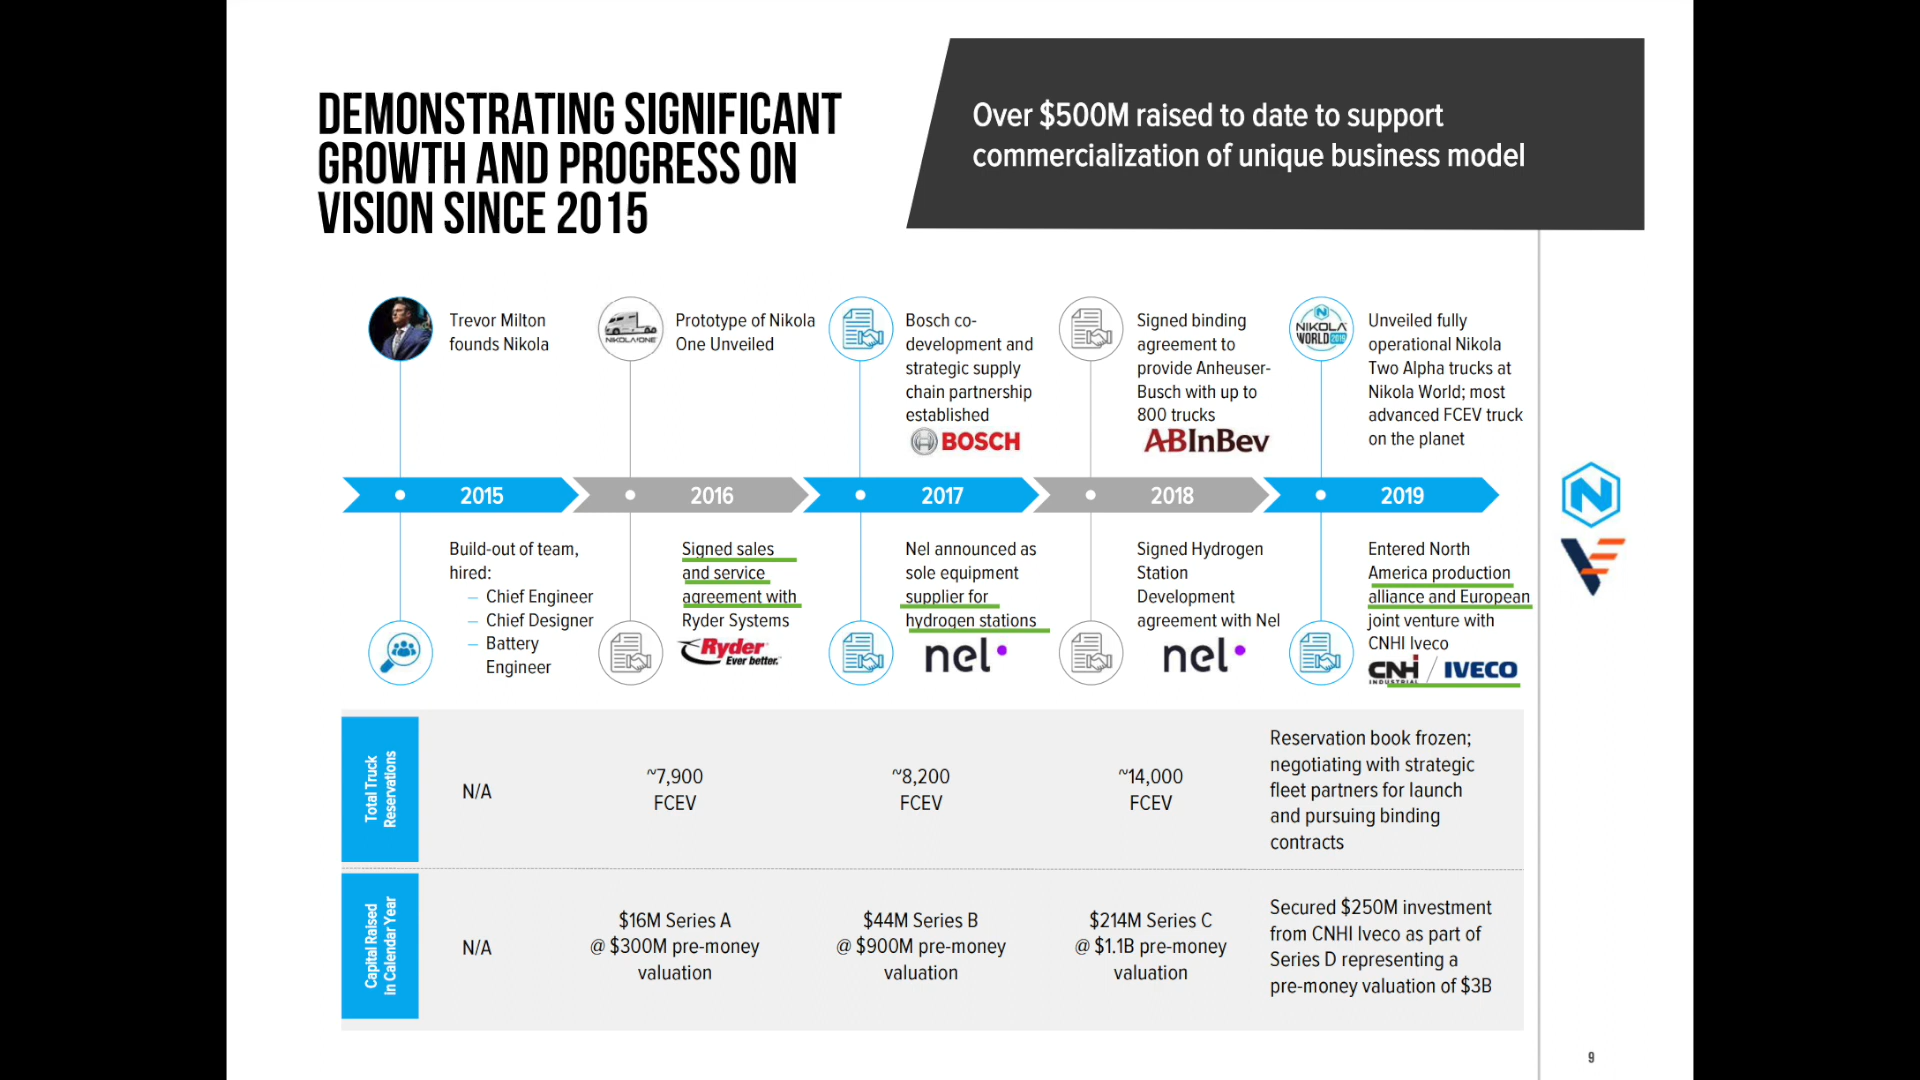 DEMONSTRATING SIGNIFICANT
GROWTH AND PROGRESS ON
VISION SINCE 2015
Over $500M raised to date to support
commercialization of unique business model
Trevor Milton
founds Nikola
NIKOLA ONE
Prototype of Nikola
One Unveiled
Bosch co-
development and
strategic supply
chain partnership
established
BOSCH
Signed binding
agreement to
provide Anheuser-
Busch with up to
800 trucks
ABInBev
NIKOLA
WORLD 2019
Unveiled fully
operational Nikola
Two Alpha trucks at
Nikola World; most
advanced FCEV truck
on the planet
2015
2016
2017
2018
2019
Build-out of team,
hired:
– Chief Engineer
– Chief Designer
– Battery
Engineer
Signed sales
and service
agreement with
Ryder Systems
Ryder
Ever better.
Nel announced as
sole equipment
supplier for
hydrogen stations
nel
Signed Hydrogen
Station
Development
agreement with Nel
nel
Entered North
America production
alliance and European
joint venture with
CNHI Iveco
CNH / IVECO
INDUSTRIAL
Total Truck
Reservations
N/A
~7,900
FCEV
~8,200
FCEV
~14,000
FCEV
Reservation book frozen;
negotiating with strategic
fleet partners for launch
and pursuing binding
contracts
Capital Raised
in Calendar Year
N/A
$16M Series A
@ $300M pre-money
valuation
$44M Series B
@ $900M pre-money
valuation
$214M Series C
@ $1.1B pre-money
valuation
Secured $250M investment
from CNHI Iveco as part of
Series D representing a
pre-money valuation of $3B
9